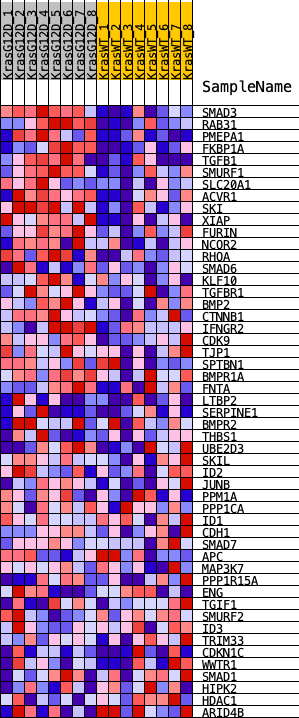 KrasG12D_1
KrasG12D_2
KrasG12D_3
KrasG12D_4
KrasG12D_5
KrasG12D_6
KrasG12D_7
KrasG12D_8
KrasWT_1
KrasWT_2
KrasWT_3
KrasWT_4
KrasWT_5
KrasWT_6
KrasWT_7
KrasWT_8
SampleName
SMAD3
RAB31
PMEPA1
FKBP1A
TGFB1
SMURF1
SLC20A1
ACVR1
SKI
XIAP
FURIN
NCOR2
RHOA
SMAD6
KLF10
TGFBR1
BMP2
CTNNB1
IFNGR2
CDK9
TJP1
SPTBN1
BMPR1A
FNTA
LTBP2
SERPINE1
BMPR2
THBS1
UBE2D3
SKIL
ID2
JUNB
PPM1A
PPP1CA
ID1
CDH1
SMAD7
APC
MAP3K7
PPP1R15A
ENG
TGIF1
SMURF2
ID3
TRIM33
CDKN1C
WWTR1
SMAD1
HIPK2
HDAC1
ARID4B